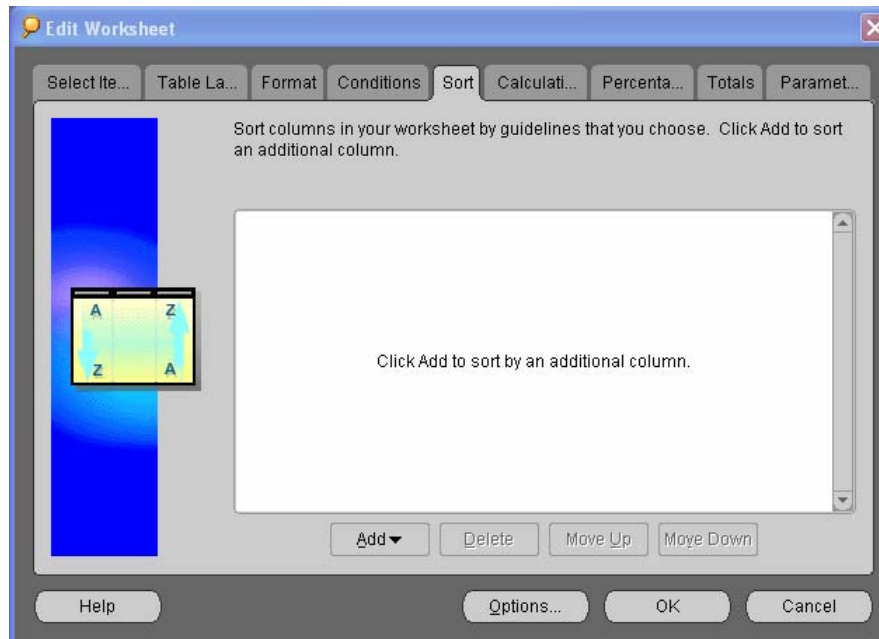 Edit Worksheet
Select Ite... Table La... Format Conditions Sort Calculati... Percenta... Totals Paramet...
Sort columns in your worksheet by guidelines that you choose. Click Add to sort
an additional column.
A Z
Z A
Click Add to sort by an additional column.
Add Delete Move Up Move Down
Help Options... OK Cancel